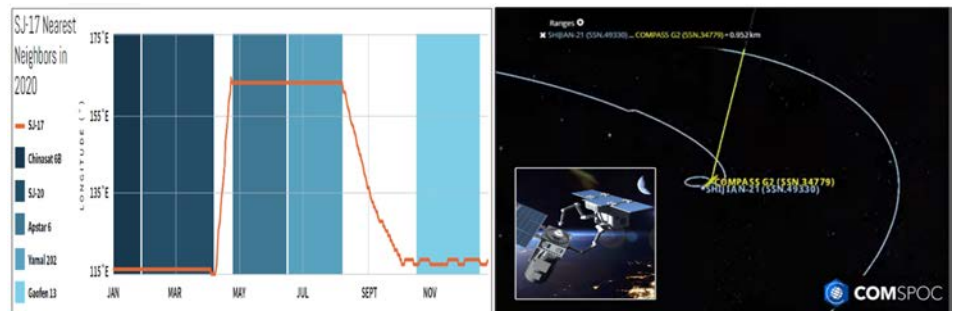 SJ-17 Nearest
Neighbors in
2020
SJ-17
Chinasat 6B
SJ-20
Apstar 6
Yamal 202
Gaofen 13
LONGITUDE (°)
175°E
155°E
135°E
115°E
JAN MAR MAY JUL SEPT NOV
Ranges
SHIJIAN-21 (SSN.49330)... COMPASS G2 (SSN.34779) = 0.952 km
COMPASS G2 (SSN.34779)
SHIJIAN-21 (SSN.49330)
COMSPOC